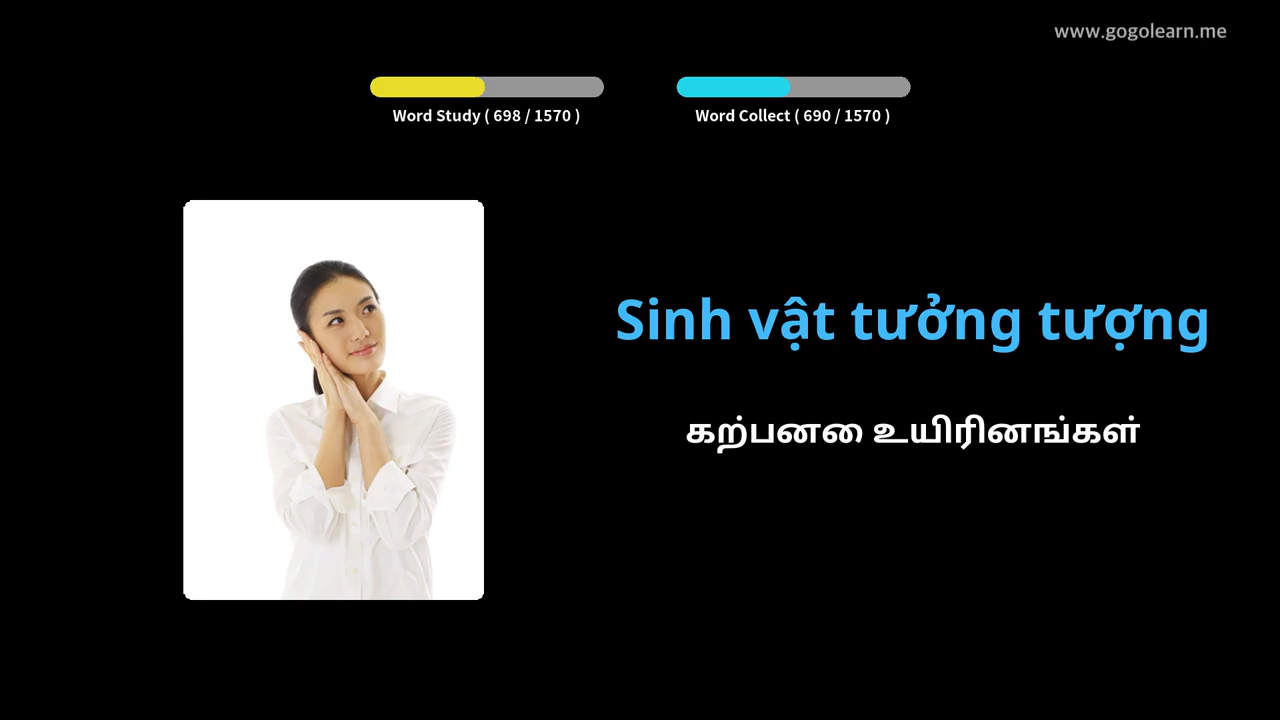 www.gogolearn.me
Word Study ( 698 / 1570 )
Word Collect ( 690 / 1570 )
Sinh vật tưởng tượng
கற்பனை உயிரினங்கள்